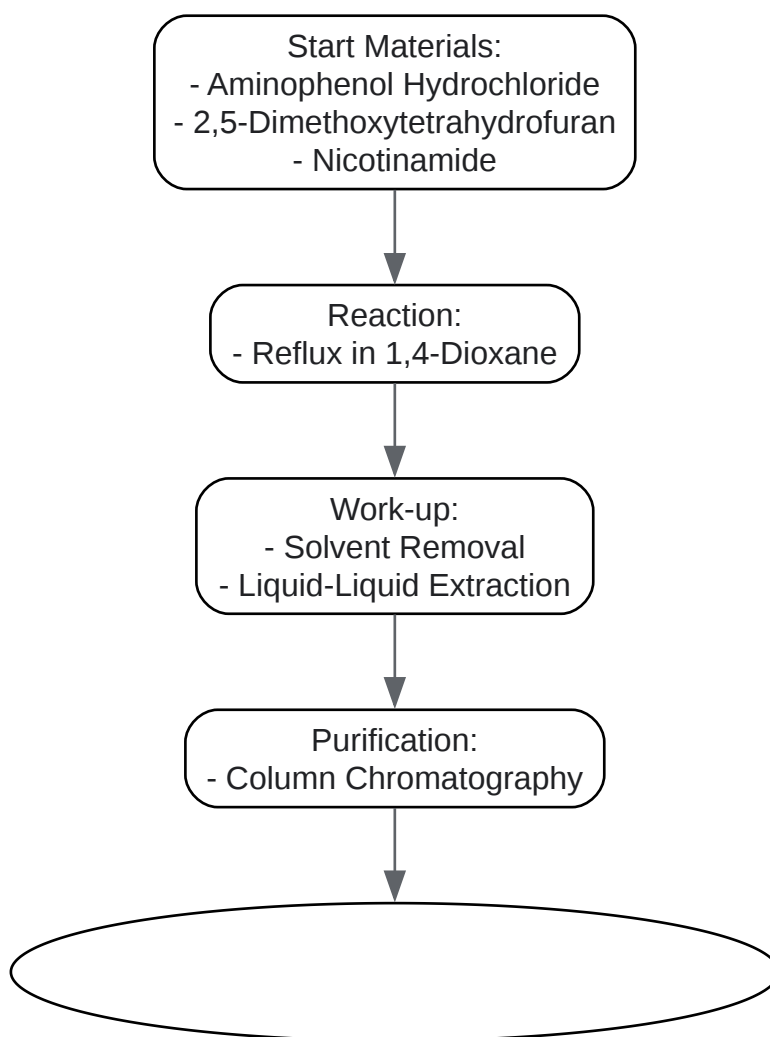 Start Materials:
- Aminophenol Hydrochloride
- 2,5-Dimethoxytetrahydrofuran
- Nicotinamide
Reaction:
- Reflux in 1,4-Dioxane
Work-up:
- Solvent Removal
- Liquid-Liquid Extraction
Purification:
- Column Chromatography